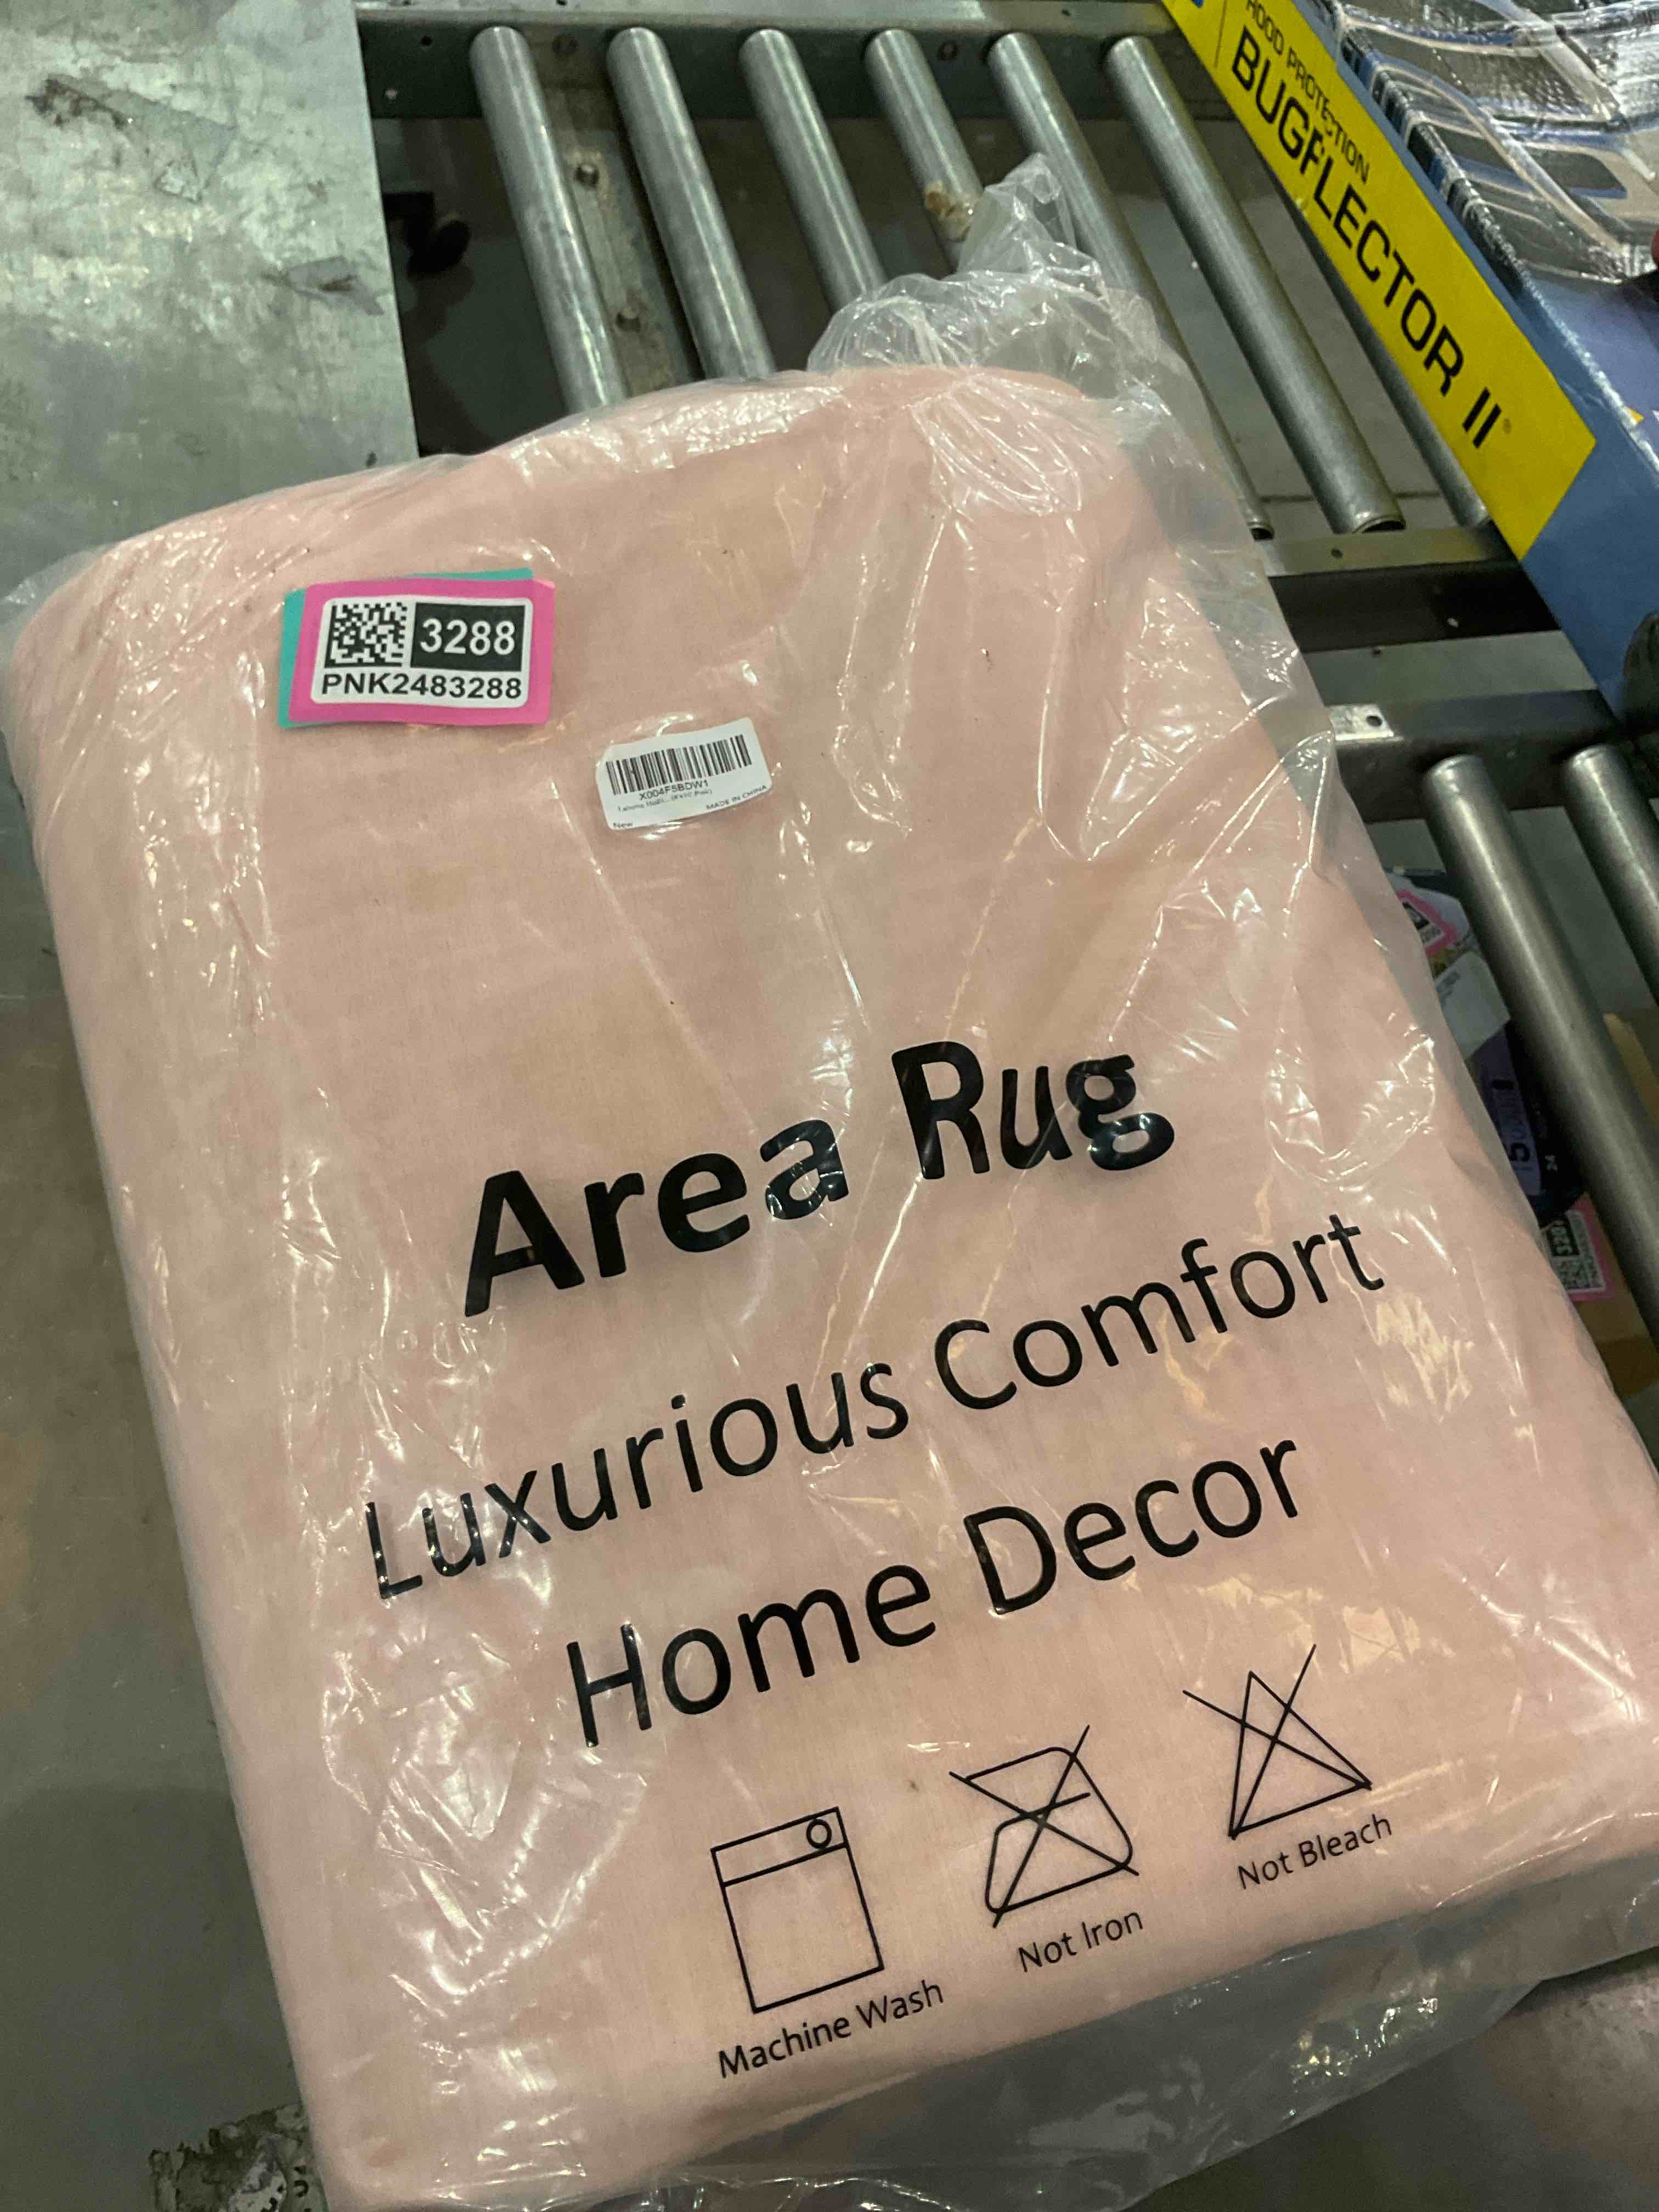 HOOD PROTECTION
BUGFLECTOR II®
3288
PNK2483288
X004F5BDW1
New
MADE IN CHINA
Area Rug
Luxurious Comfort
Home Decor
Machine Wash
Not Iron
Not Bleach